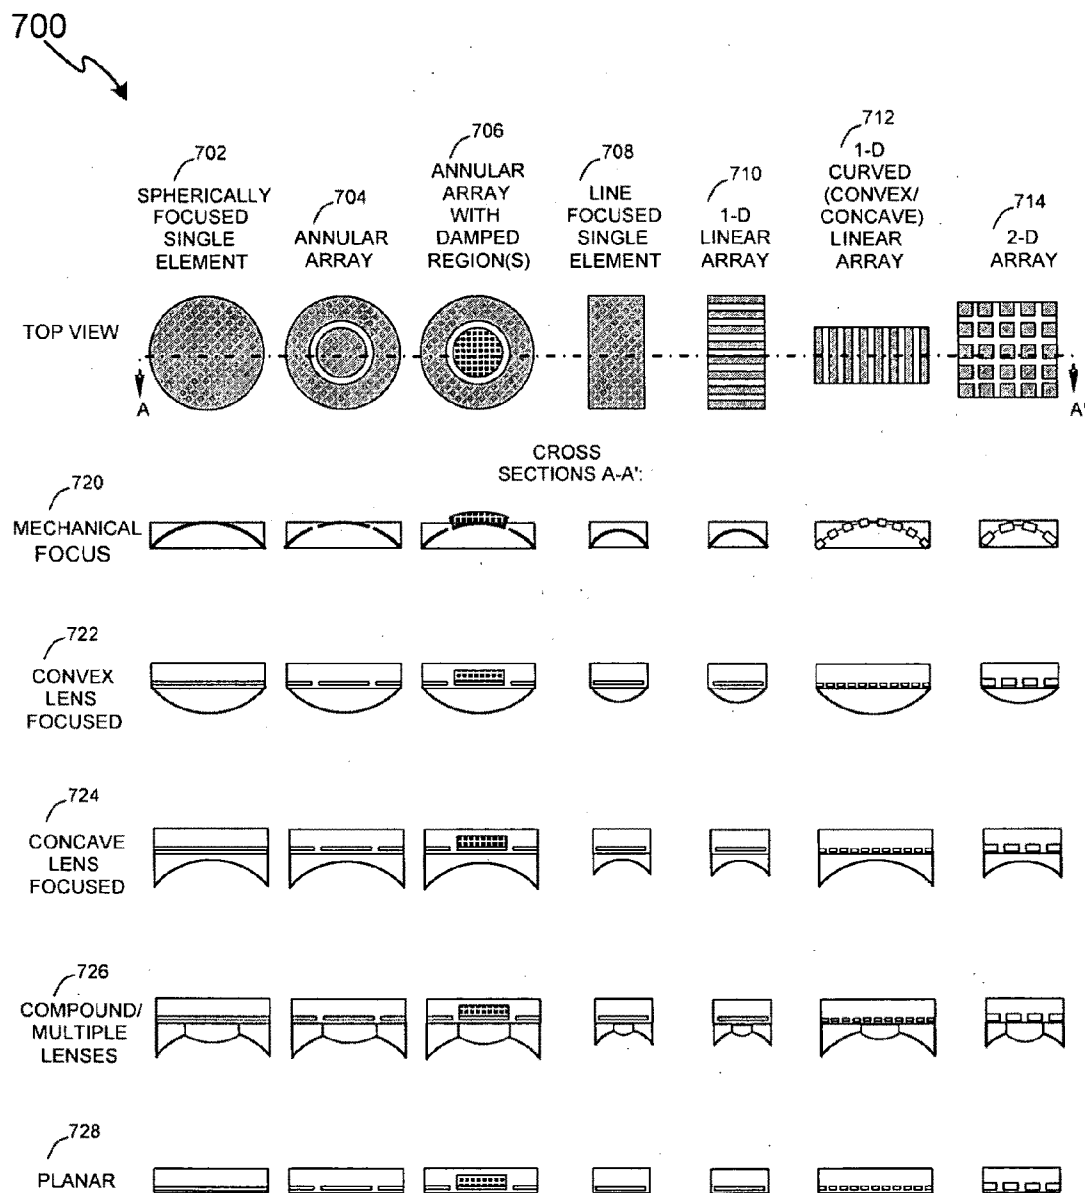 700
702
SPHERICALLY
FOCUSED
SINGLE
ELEMENT
704
ANNULAR
ARRAY
706
ANNULAR
ARRAY
WITH
DAMPED
REGION(S)
708
LINE
FOCUSED
SINGLE
ELEMENT
710
1-D
LINEAR
ARRAY
712
1-D
CURVED
(CONVEX/
CONCAVE)
LINEAR
ARRAY
714
2-D
ARRAY
TOP VIEW
A
A'
CROSS
SECTIONS A-A':
720
MECHANICAL
FOCUS
722
CONVEX
LENS
FOCUSED
724
CONCAVE
LENS
FOCUSED
726
COMPOUND/
MULTIPLE
LENSES
728
PLANAR